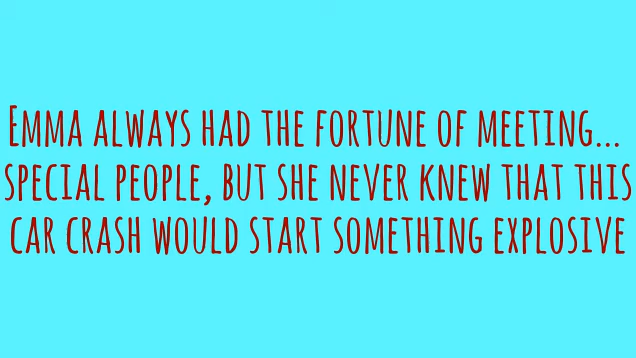 Emma always had the fortune of meeting...
special people, but she never knew that this
car crash would start something explosive